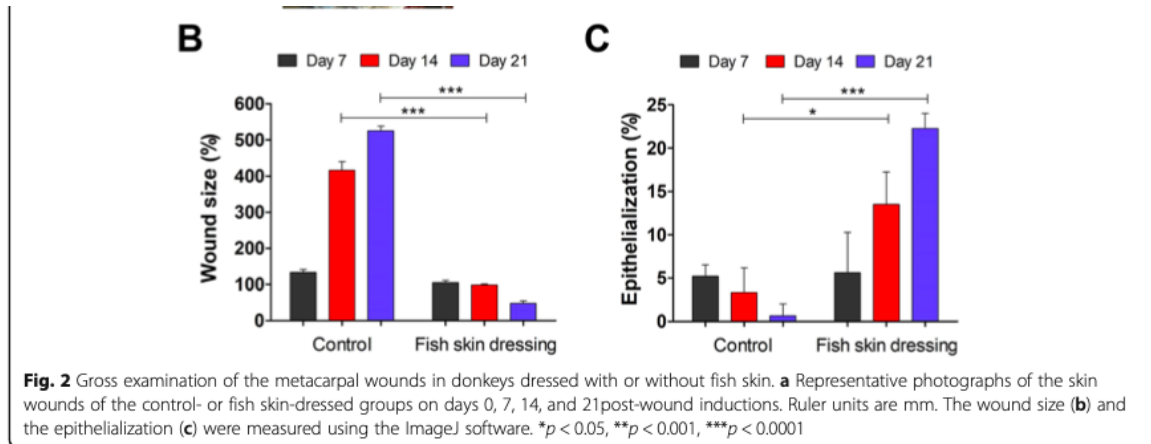 B
C
Day 7 Day 14 Day 21
Day 7 Day 14 Day 21
***
***
***
*
Wound size (%)
600
500
400
300
200
100
0
Control Fish skin dressing
Epithelialization (%)
25
20
15
10
5
0
Control Fish skin dressing
Fig. 2 Gross examination of the metacarpal wounds in donkeys dressed with or without fish skin. a Representative photographs of the skin
wounds of the control- or fish skin-dressed groups on days 0, 7, 14, and 21post-wound inductions. Ruler units are mm. The wound size (b) and
the epithelialization (c) were measured using the ImageJ software. *p < 0.05, **p < 0.001, ***p < 0.0001